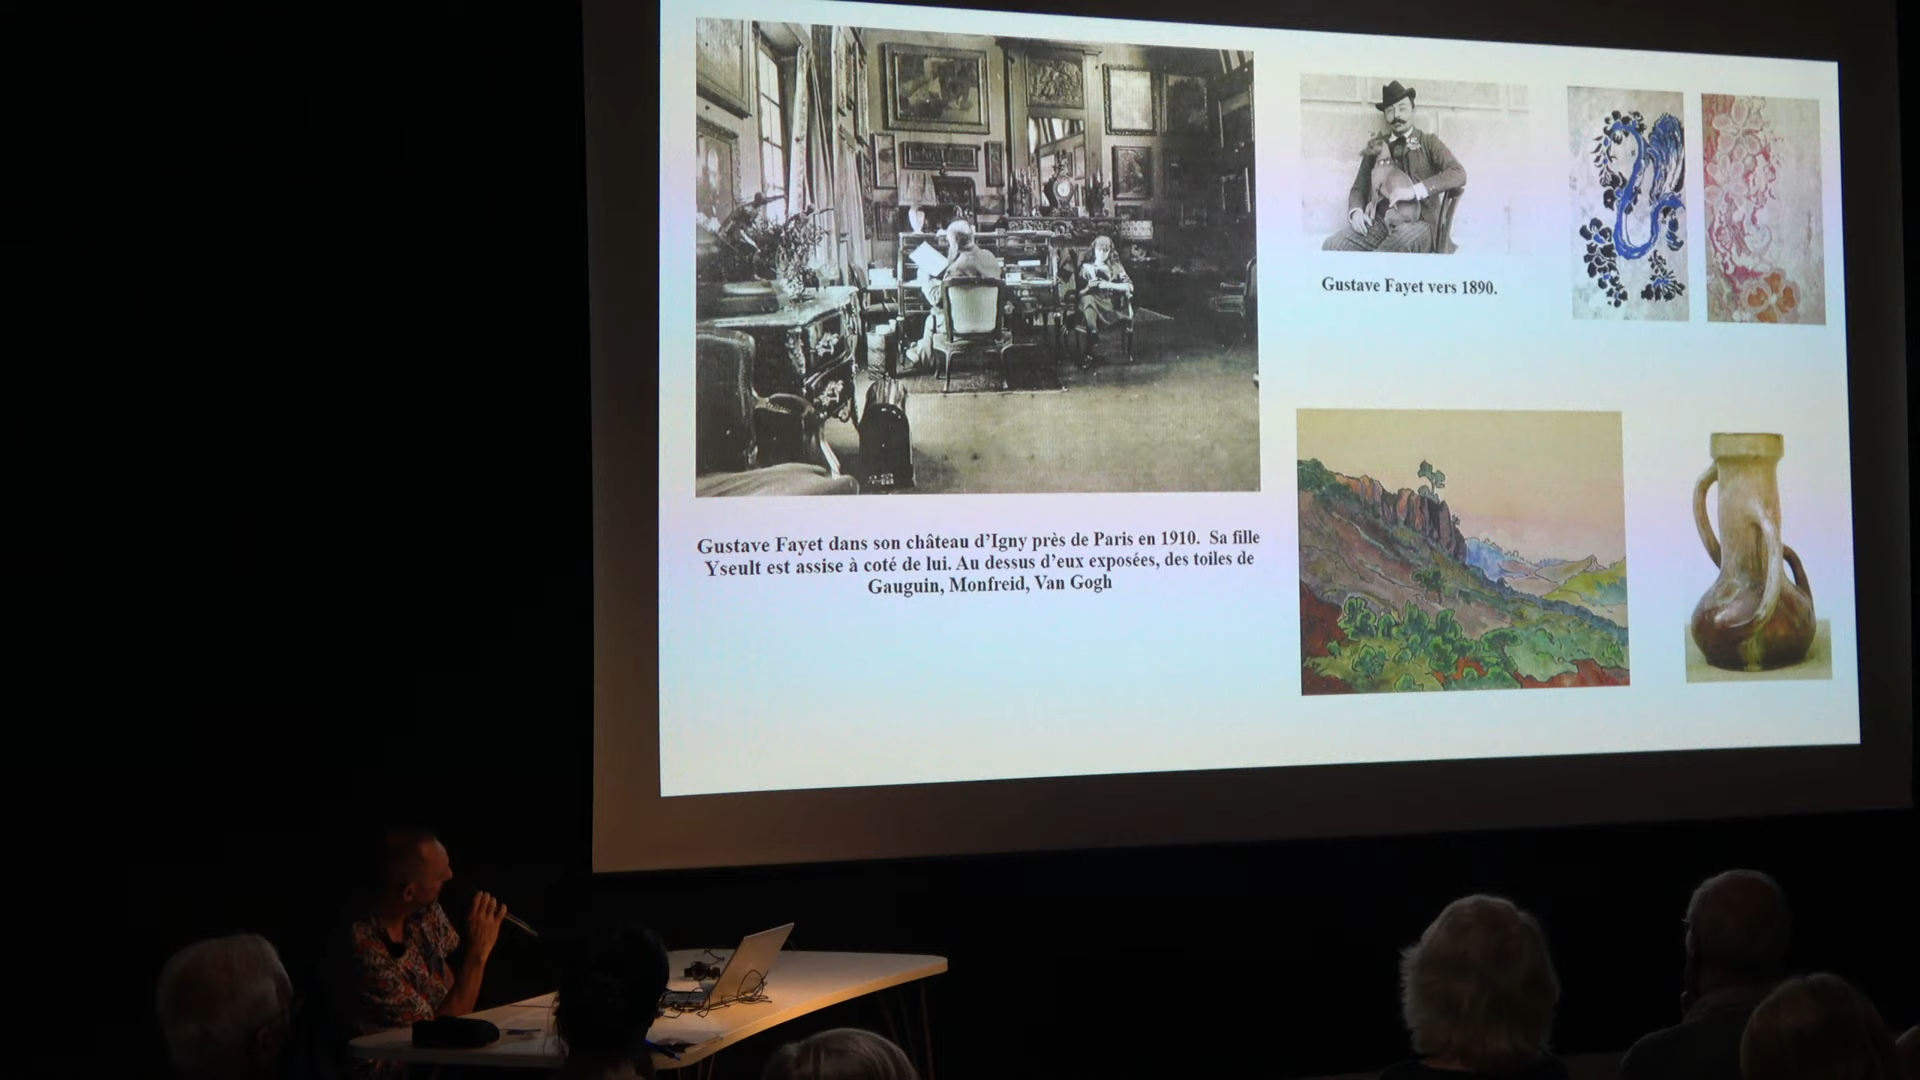 Gustave Fayet vers 1890.
Gustave Fayet dans son château d'Igny près de Paris en 1910. Sa fille
Yseult est assise à coté de lui. Au dessus d'eux exposées, des toiles de
Gauguin, Monfreid, Van Gogh